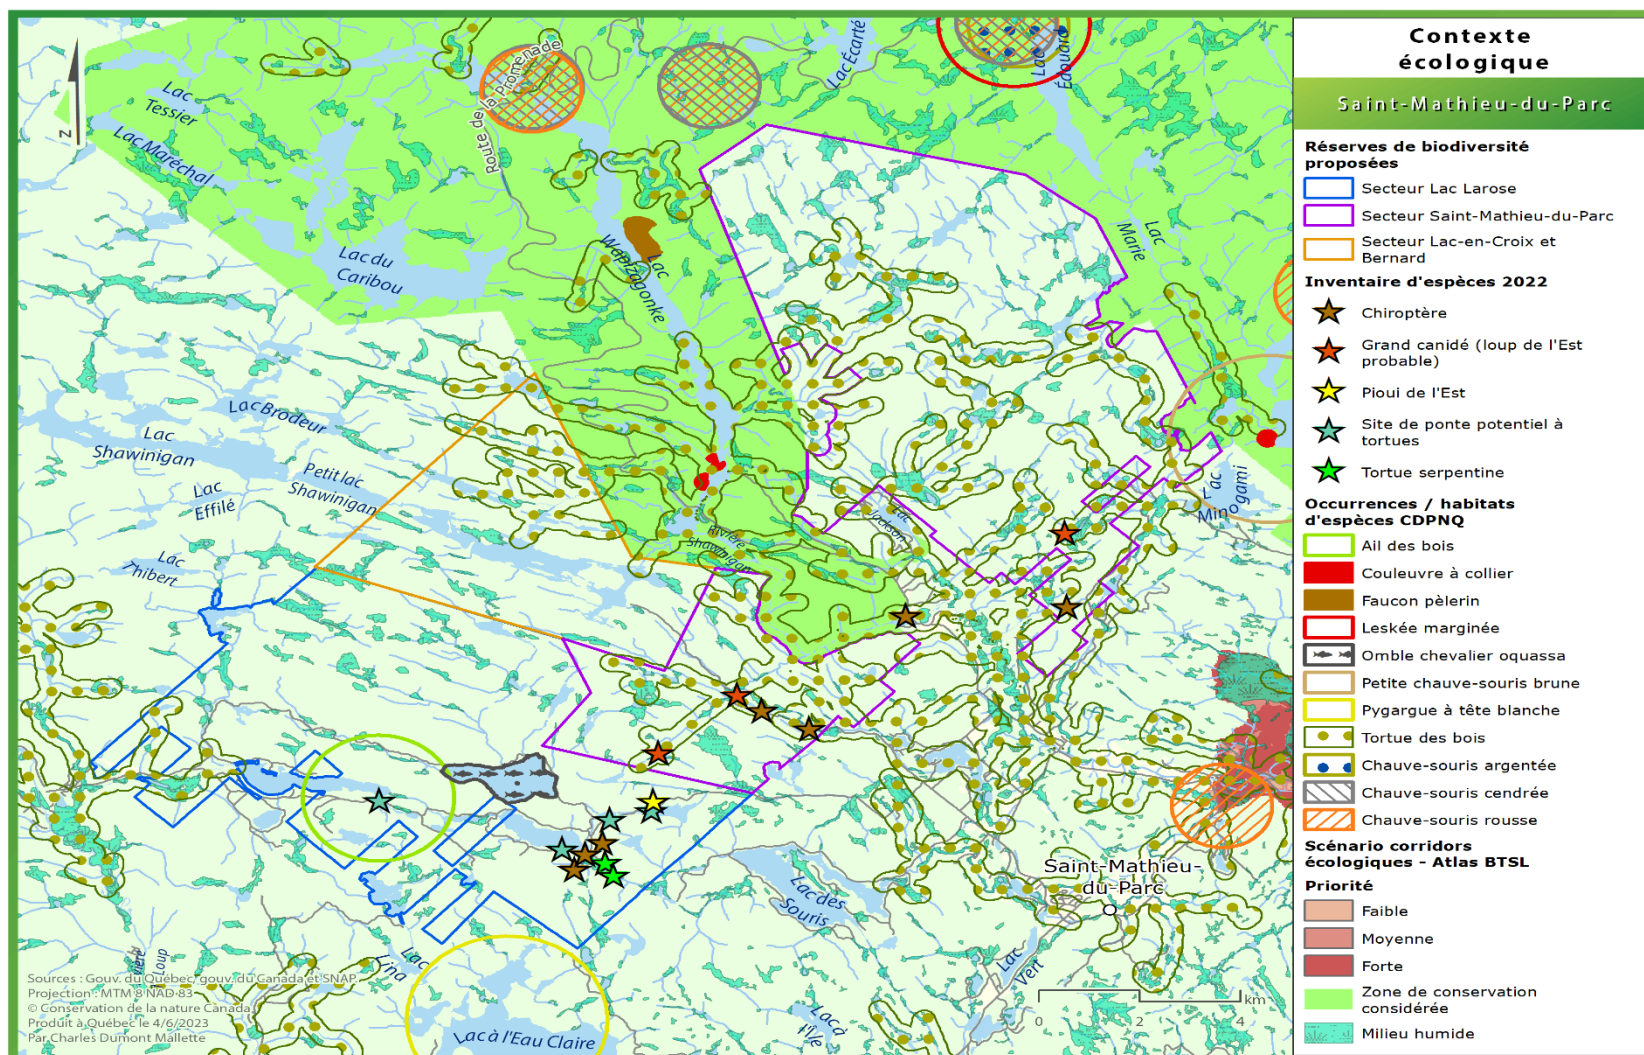 Contexte
écologique
Saint-Mathieu-du-Parc
Réserves de biodiversité
proposées
Secteur Lac Larose
Secteur Saint-Mathieu-du-Parc
Secteur Lac-en-Croix et
Bernard
Inventaire d'espèces 2022
Chiroptère
Grand canidé (loup de l'Est
probable)
Pioui de l'Est
Site de ponte potentiel à
tortues
Tortue serpentine
Occurrences / habitats
d'espèces CDPNQ
Ail des bois
Couleuvre à collier
Faucon pèlerin
Leskée marginée
Omble chevalier oquassa
Petite chauve-souris brune
Pygargue à tête blanche
Tortue des bois
Chauve-souris argentée
Chauve-souris cendrée
Chauve-souris rousse
Scénario corridors
écologiques - Atlas BTSL
Priorité
Faible
Moyenne
Forte
Zone de conservation
considérée
Milieu humide
N
Lac
Tessier
Lac Maréchal
Route de la Promenade
Lac Écarté
Lac
Édouard
Lac du
Caribou
Lac
Wapizagonke
Lac
Marie
Lac Brodeur
Lac
Shawinigan
Petit lac
Shawinigan
Lac
Effilé
Lac
Thibert
Rivière
Shawinigan
Lac
Jackson
Lac
Minogami
Saint-Mathieu-
du-Parc
Lac des
Souris
Lac
Vert
Lac
Lina
Lac à
l'Île
Lac à l'Eau Claire
Loup
km
0
2
4
Sources : Gouv. du Québec, gouv. du Canada et SNAP.
Projection : MTM 8 NAD 83
© Conservation de la nature Canada
Produit à Québec le 4/6/2023
Par Charles Dumont Mallette